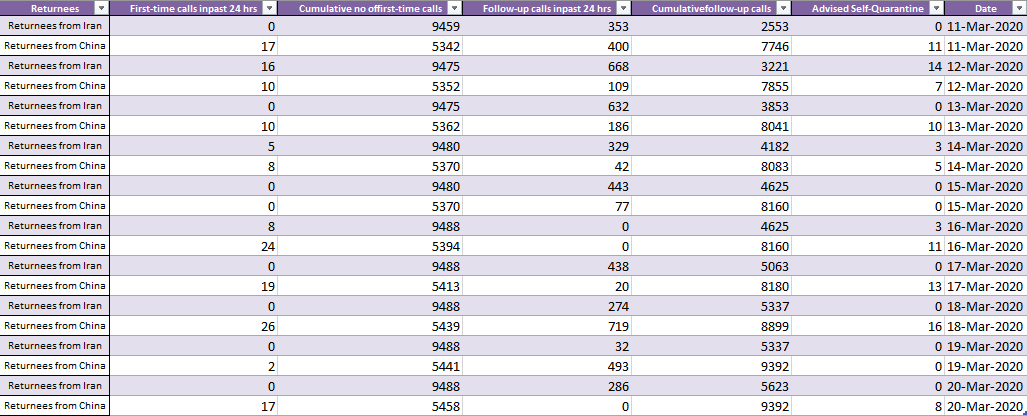 Returnees First-time calls inpast 24 hrs Cumulative no offirst-time calls Follow-up calls inpast 24 hrs Cumulativefollow-up calls Advised Self-Quarantine Date
Returnees from Iran 0 9459 353 2553 0 11-Mar-2020
Returnees from China 17 5342 400 7746 11 11-Mar-2020
Returnees from Iran 16 9475 668 3221 14 12-Mar-2020
Returnees from China 10 5352 109 7855 7 12-Mar-2020
Returnees from Iran 0 9475 632 3853 0 13-Mar-2020
Returnees from China 10 5362 186 8041 10 13-Mar-2020
Returnees from Iran 5 9480 329 4182 3 14-Mar-2020
Returnees from China 8 5370 42 8083 5 14-Mar-2020
Returnees from Iran 0 9480 443 4625 0 15-Mar-2020
Returnees from China 0 5370 77 8160 0 15-Mar-2020
Returnees from Iran 8 9488 0 4625 3 16-Mar-2020
Returnees from China 24 5394 0 8160 11 16-Mar-2020
Returnees from Iran 0 9488 438 5063 0 17-Mar-2020
Returnees from China 19 5413 20 8180 13 17-Mar-2020
Returnees from Iran 0 9488 274 5337 0 18-Mar-2020
Returnees from China 26 5439 719 8899 16 18-Mar-2020
Returnees from Iran 0 9488 32 5337 0 19-Mar-2020
Returnees from China 2 5441 493 9392 0 19-Mar-2020
Returnees from Iran 0 9488 286 5623 0 20-Mar-2020
Returnees from China 17 5458 0 9392 8 20-Mar-2020